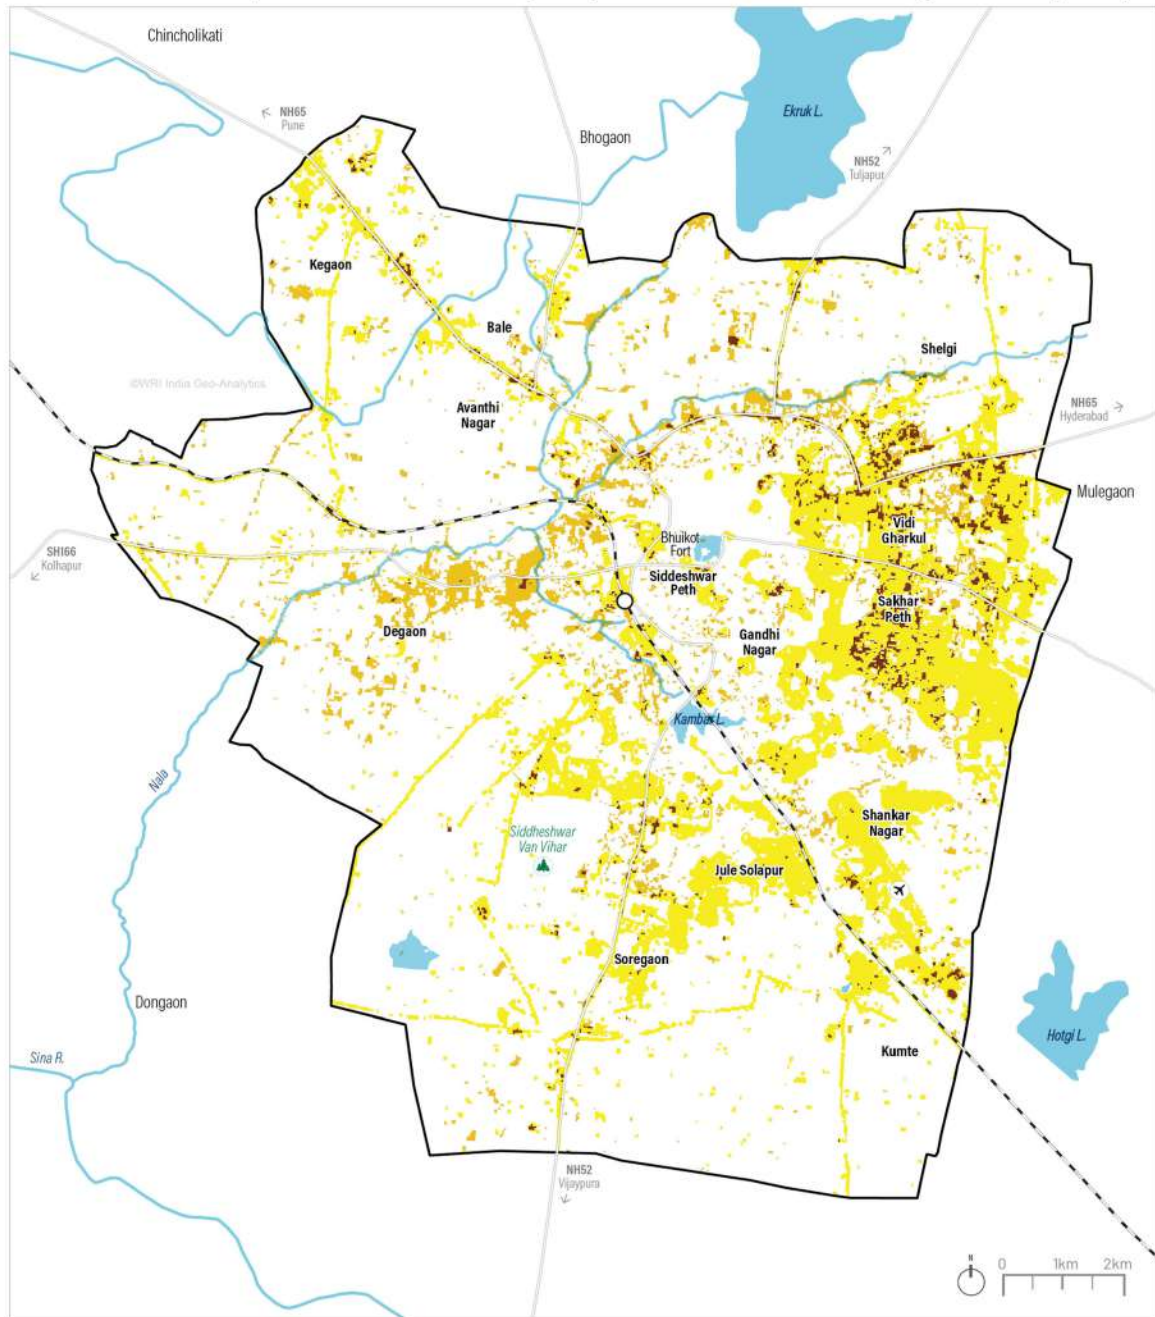 Chincholikati
NH65
Pune
Bhogaon
Ekruk L.
NH52
Tuljapur
Kegaon
Bale
Shelgi
©WRI India Geo-Analytics
Avanthi
Nagar
NH65
Hyderabad
Mulegaon
Vidi
Gharkul
SH166
Kolhapur
Bhuikot
Fort
Siddeshwar
Peth
Sakhar
Peth
Degaon
Gandhi
Nagar
Kambar L.
Nala
Shankar
Nagar
Siddheshwar
Van Vihar
Jule Solapur
Soregaon
Dongaon
Hotgi L.
Sina R.
Kumte
NH52
Vijaypura
N
0 1km 2km